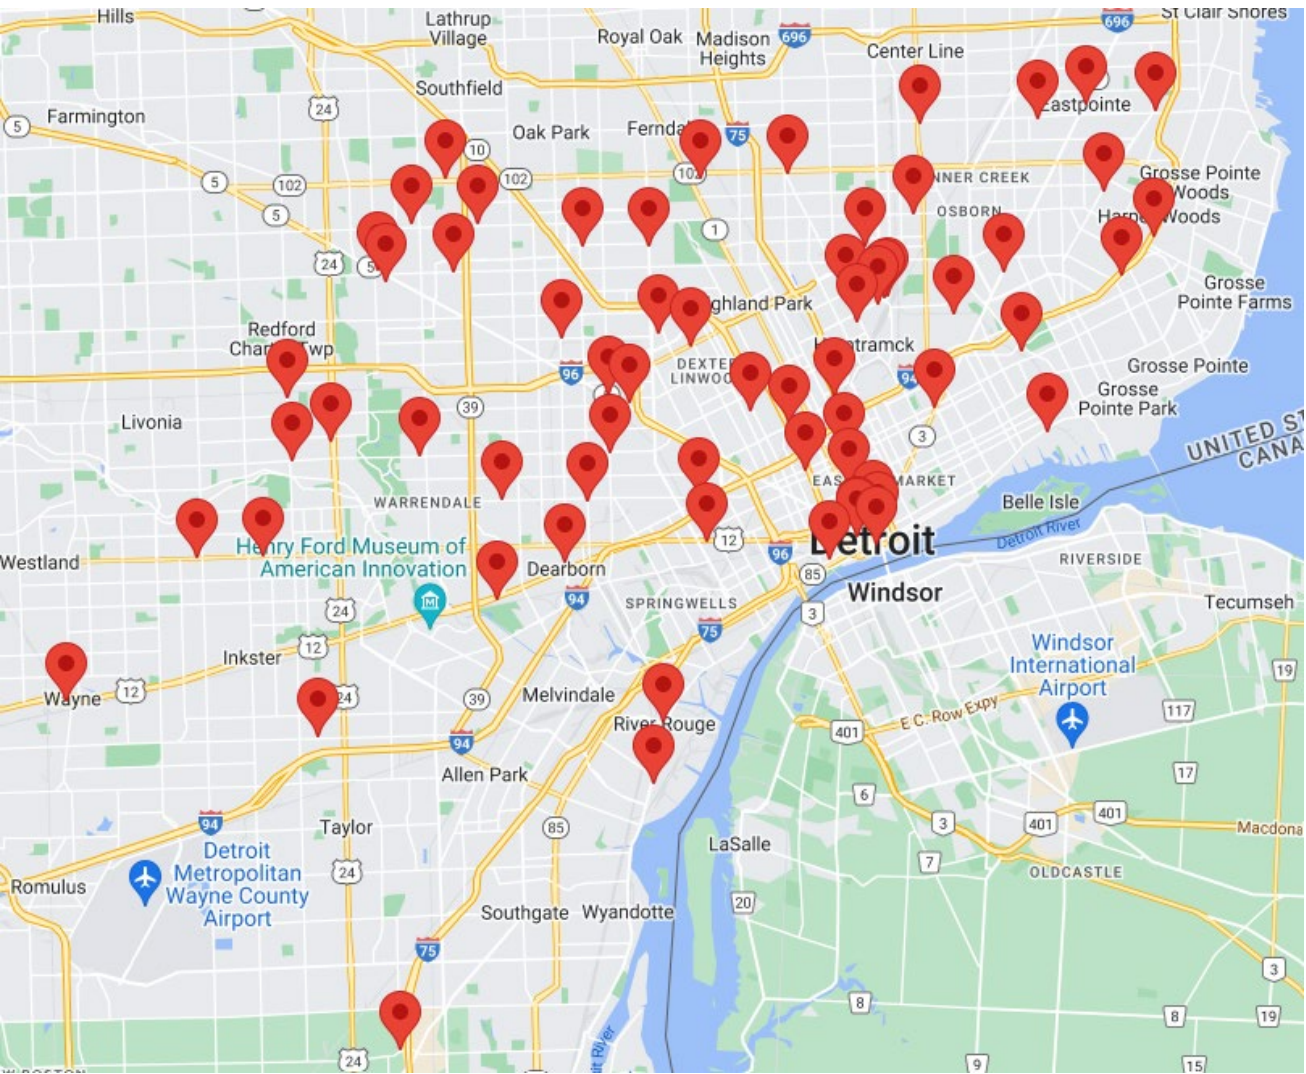 Hills
Lathrup
Village
Royal Oak
Madison
Heights
696
696
St Clair Shores
Center Line
Southfield
24
Farmington
5
Oak Park
75
Eastpointe
10
102
102
5
102
NNER CREEK
Grosse Pointe
Woods
5
OSBORN
1
24
5
Grosse
Pointe Farms
ghland Park
Redford
96
DEXTE
LINWOO
94
Grosse Pointe
39
Grosse
Pointe Park
Livonia
3
UNITED ST
CANA
MARKET
WARRENDALE
Belle Isle
Detroit River
Detroit
12
96
Westland
Henry Ford Museum of
American Innovation
Dearborn
85
RIVERSIDE
94
Windsor
24
SPRINGWELLS
3
Tecumseh
75
12
Inkster
Windsor
International
Airport
19
Wayne
12
24
39
Melvindale
E C. Row Expy
117
River Rouge
401
94
Allen Park
17
6
94
Taylor
85
3
401
401
Macdona
Detroit
Metropolitan
Wayne County
Airport
LaSalle
7
24
OLDCASTLE
Romulus
20
Southgate
Wyandotte
75
3
8
8
19
it River
24
9
15